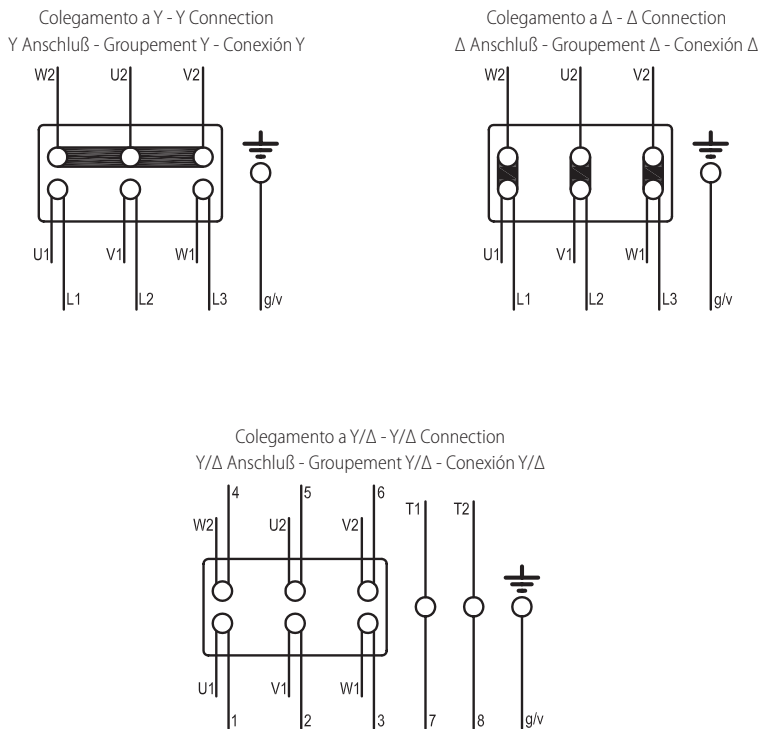 Colegamento a Y - Y Connection
Y Anschluß - Groupement Y - Conexión Y
W2 U2 V2
U1 V1 W1
L1 L2 L3 g/v
Colegamento a Δ - Δ Connection
Δ Anschluß - Groupement Δ - Conexión Δ
W2 U2 V2
U1 V1 W1
L1 L2 L3 g/v
Colegamento a Y/Δ - Y/Δ Connection
Y/Δ Anschluß - Groupement Y/Δ - Conexión Y/Δ
4 5 6
T1 T2
W2 U2 V2
U1 V1 W1
1 2 3 7 8 g/v